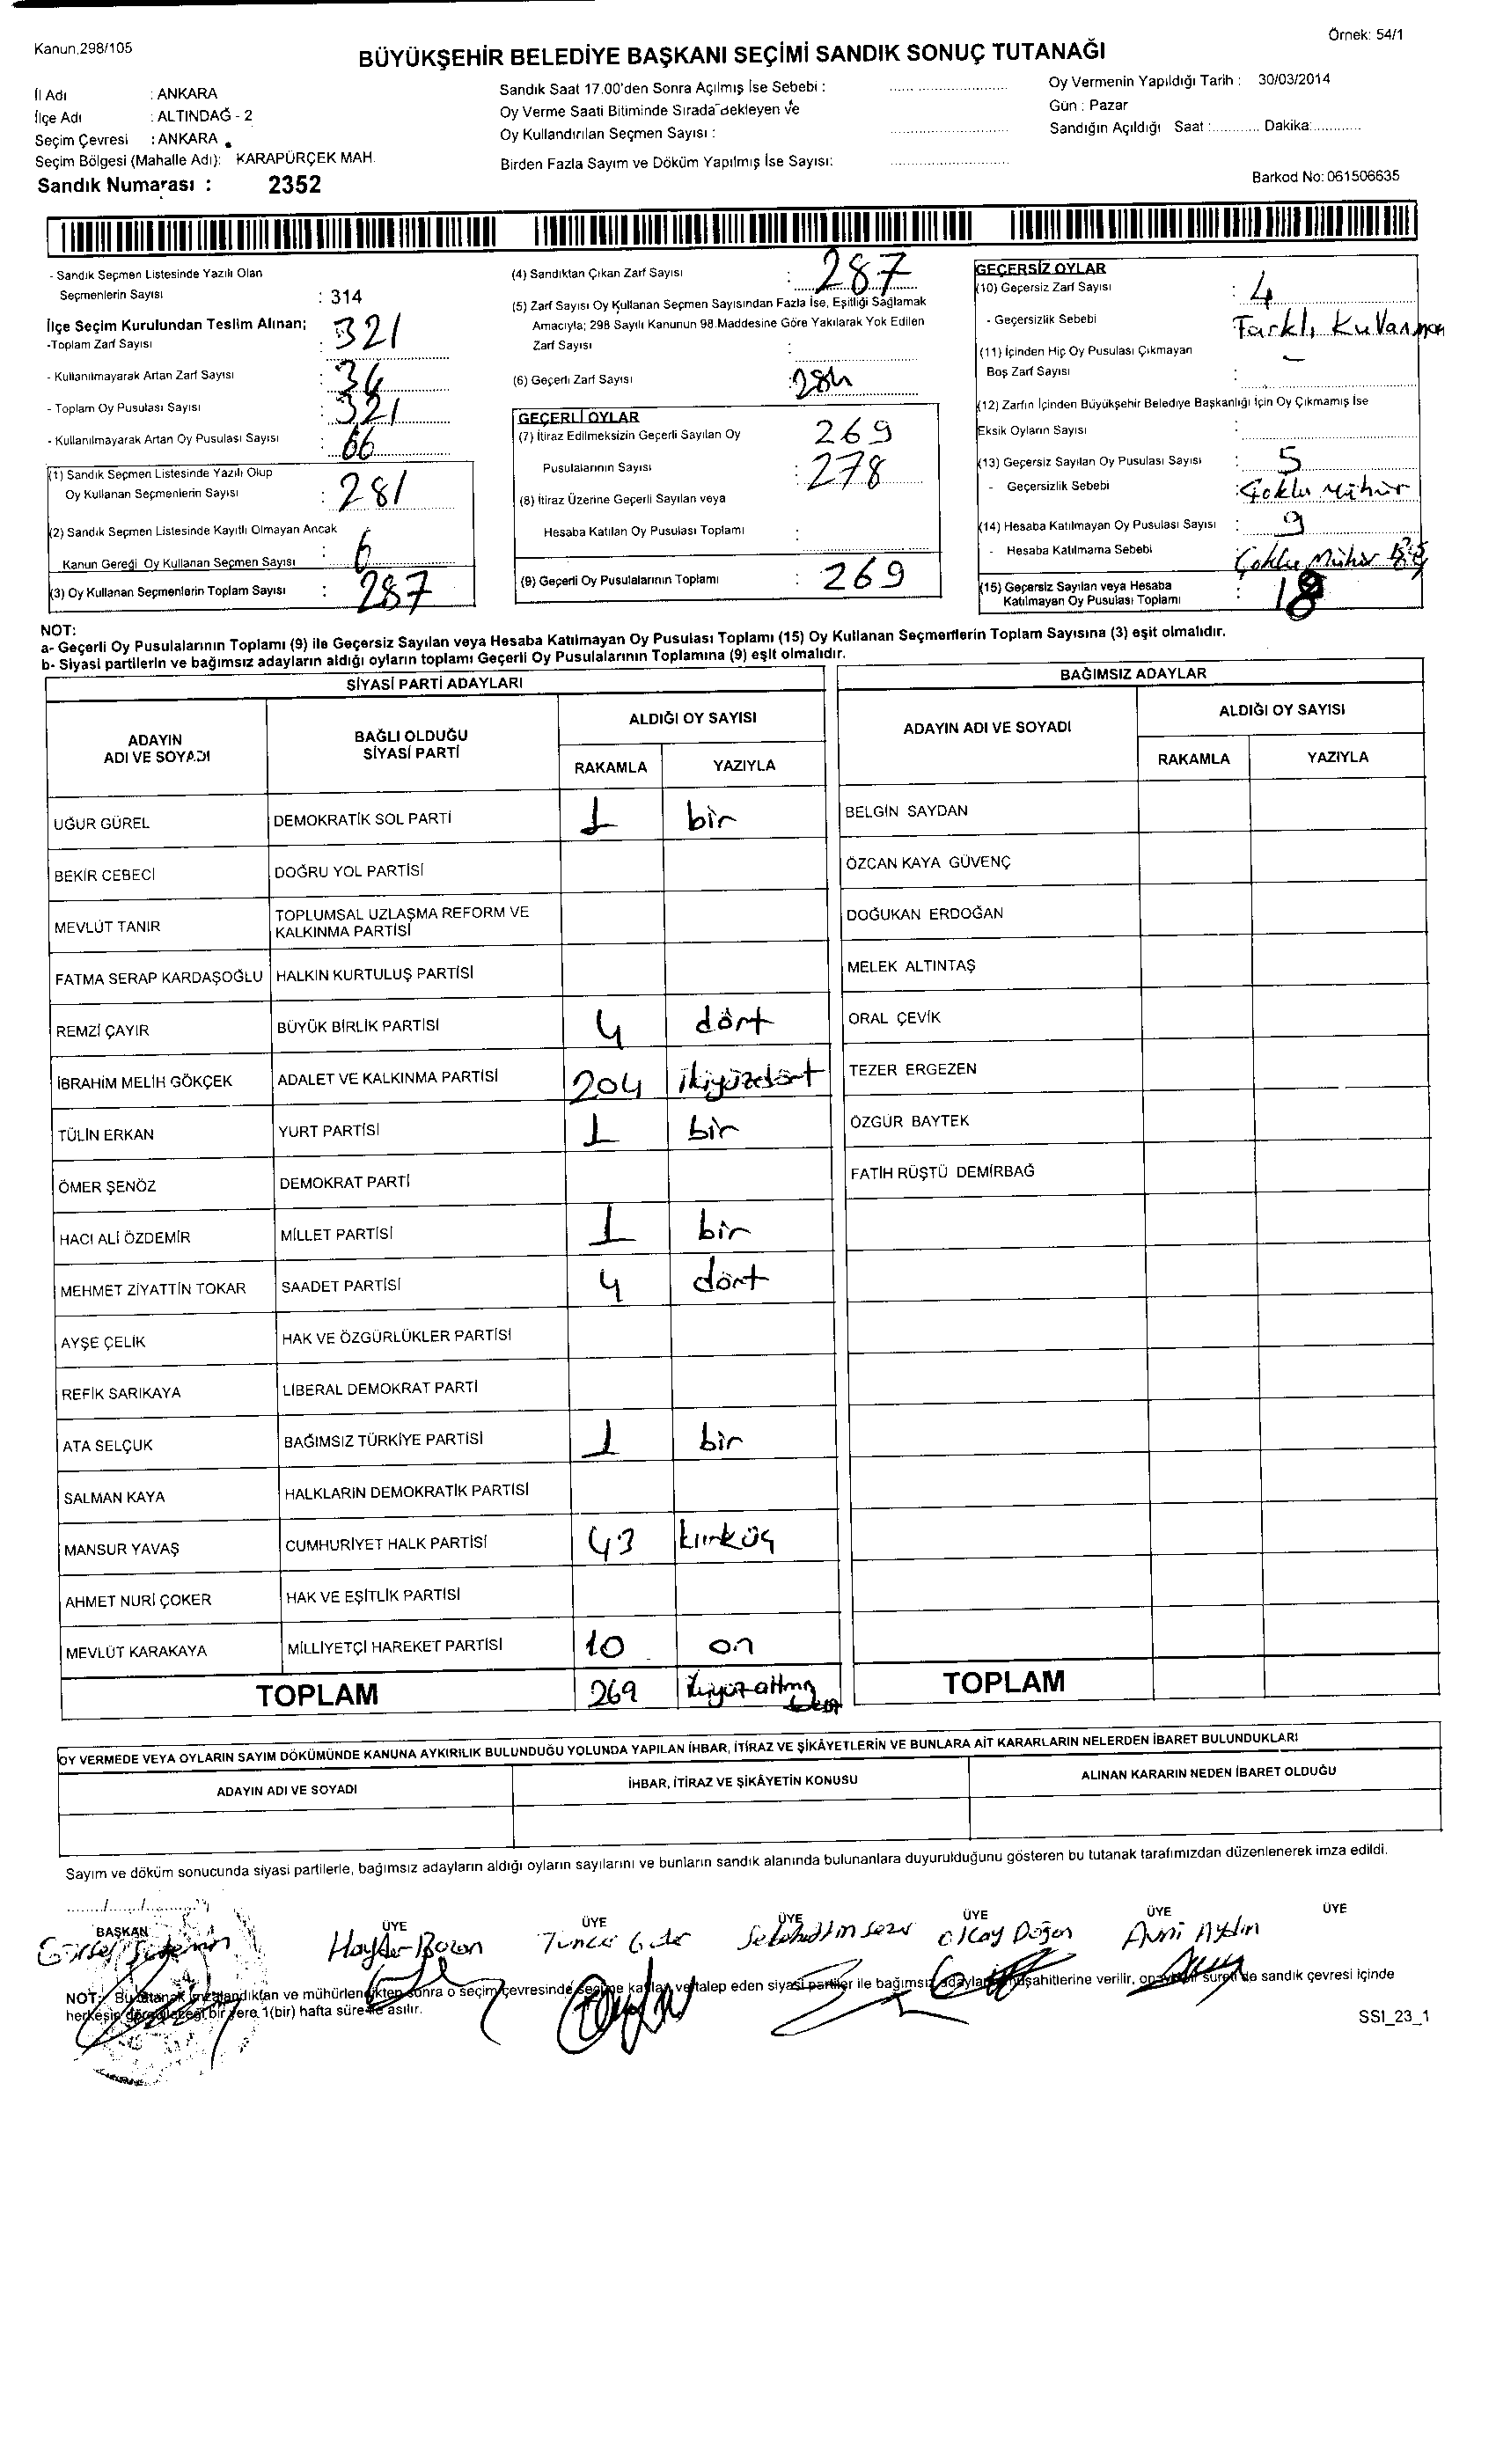 Kanun.298/105
Örnek: 54/1
BÜYÜKŞEHİR BELEDİYE BAŞKANI SEÇİMİ SANDIK SONUÇ TUTANAĞI
İl Adı : ANKARA
İlçe Adı : ALTINDAĞ - 2
Seçim Çevresi : ANKARA
Seçim Bölgesi (Mahalle Adı): KARAPÜRÇEK MAH.
Sandık Numarası : 2352
Sandık Saat 17.00'den Sonra Açılmış İse Sebebi :
Oy Verme Saati Bitiminde Sırada Bekleyen ve
Oy Kullandırılan Seçmen Sayısı :
Birden Fazla Sayım ve Döküm Yapılmış İse Sayısı:
Oy Vermenin Yapıldığı Tarih : 30/03/2014
Gün : Pazar
Sandığın Açıldığı Saat :............ Dakika:............
Barkod No: 061506635
- Sandık Seçmen Listesinde Yazılı Olan
Seçmenlerin Sayısı : 314
İlçe Seçim Kurulundan Teslim Alınan;
-Toplam Zarf Sayısı : 321
- Kullanılmayarak Artan Zarf Sayısı : 34
- Toplam Oy Pusulası Sayısı : 321
- Kullanılmayarak Artan Oy Pusulası Sayısı : 66
(1) Sandık Seçmen Listesinde Yazılı Olup
Oy Kullanan Seçmenlerin Sayısı : 281
(2) Sandık Seçmen Listesinde Kayıtlı Olmayan Ancak
Kanun Gereği Oy Kullanan Seçmen Sayısı : 6
(3) Oy Kullanan Seçmenlerin Toplam Sayısı : 287
(4) Sandıktan Çıkan Zarf Sayısı : 287
(5) Zarf Sayısı Oy Kullanan Seçmen Sayısından Fazla İse, Eşitliği Sağlamak
Amacıyla; 298 Sayılı Kanunun 98.Maddesine Göre Yakılarak Yok Edilen
Zarf Sayısı :
(6) Geçerli Zarf Sayısı : 284
GEÇERLİ OYLAR
(7) İtiraz Edilmeksizin Geçerli Sayılan Oy 269
Pusulalarının Sayısı : 278
(8) İtiraz Üzerine Geçerli Sayılan veya
Hesaba Katılan Oy Pusulası Toplamı :
(9) Geçerli Oy Pusulalarının Toplamı : 269
GEÇERSİZ OYLAR
(10) Geçersiz Zarf Sayısı : 4
- Geçersizlik Sebebi : Farklı
(11) İçinden Hiç Oy Pusulası Çıkmayan –
Boş Zarf Sayısı :
(12) Zarfın İçinden Büyükşehir Belediye Başkanlığı İçin Oy Çıkmamış İse
Eksik Oyların Sayısı :
(13) Geçersiz Sayılan Oy Pusulası Sayısı : 5
- Geçersizlik Sebebi : Çoklu Mühür
(14) Hesaba Katılmayan Oy Pusulası Sayısı : 9
- Hesaba Katılmama Sebebi Çoklu Mühür
(15) Geçersiz Sayılan veya Hesaba
Katılmayan Oy Pusulası Toplamı : 18
NOT:
a- Geçerli Oy Pusulalarının Toplamı (9) ile Geçersiz Sayılan veya Hesaba Katılmayan Oy Pusulası Toplamı (15) Oy Kullanan Seçmenlerin Toplam Sayısına (3) eşit olmalıdır.
b- Siyasi partilerin ve bağımsız adayların aldığı oyların toplamı Geçerli Oy Pusulalarının Toplamına (9) eşit olmalıdır.
SİYASİ PARTİ ADAYLARI
ADAYIN ADI VE SOYADI BAĞLI OLDUĞU SİYASİ PARTİ ALDIĞI OY SAYISI
RAKAMLA YAZIYLA
UĞUR GÜREL DEMOKRATİK SOL PARTİ 1 bir
BEKİR CEBECİ DOĞRU YOL PARTİSİ
MEVLÜT TANIR TOPLUMSAL UZLAŞMA REFORM VE
KALKINMA PARTİSİ
FATMA SERAP KARDAŞOĞLU HALKIN KURTULUŞ PARTİSİ
REMZİ ÇAYIR BÜYÜK BİRLİK PARTİSİ 4 dört
İBRAHİM MELİH GÖKÇEK ADALET VE KALKINMA PARTİSİ 204 ikiyüzdört
TÜLİN ERKAN YURT PARTİSİ 1 bir
ÖMER ŞENÖZ DEMOKRAT PARTİ
HACI ALİ ÖZDEMİR MİLLET PARTİSİ 1 bir
MEHMET ZİYATTİN TOKAR SAADET PARTİSİ 4 dört
AYŞE ÇELİK HAK VE ÖZGÜRLÜKLER PARTİSİ
REFİK SARIKAYA LİBERAL DEMOKRAT PARTİ
ATA SELÇUK BAĞIMSIZ TÜRKİYE PARTİSİ 1 bir
SALMAN KAYA HALKLARIN DEMOKRATİK PARTİSİ
MANSUR YAVAŞ CUMHURİYET HALK PARTİSİ 43 kırküç
AHMET NURİ ÇOKER HAK VE EŞİTLİK PARTİSİ
MEVLÜT KARAKAYA MİLLİYETÇİ HAREKET PARTİSİ 10 on
TOPLAM 269
BAĞIMSIZ ADAYLAR
ADAYIN ADI VE SOYADI ALDIĞI OY SAYISI
RAKAMLA YAZIYLA
BELGİN SAYDAN
ÖZCAN KAYA GÜVENÇ
DOĞUKAN ERDOĞAN
MELEK ALTINTAŞ
ORAL ÇEVİK
TEZER ERGEZEN
ÖZGÜR BAYTEK
FATİH RÜŞTÜ DEMİRBAĞ
TOPLAM
OY VERMEDE VEYA OYLARIN SAYIM DÖKÜMÜNDE KANUNA AYKIRILIK BULUNDUĞU YOLUNDA YAPILAN İHBAR, İTİRAZ VE ŞİKÂYETLERİN VE BUNLARA AİT KARARLARIN NELERDEN İBARET BULUNDUKLARI
ADAYIN ADI VE SOYADI İHBAR, İTİRAZ VE ŞİKÂYETİN KONUSU ALINAN KARARIN NEDEN İBARET OLDUĞU
Sayım ve döküm sonucunda siyasi partilerle, bağımsız adayların aldığı oyların sayılarını ve bunların sandık alanında bulunanlara duyurulduğunu gösteren bu tutanak tarafımızdan düzenlenerek imza edildi.
BAŞKAN ÜYE ÜYE ÜYE ÜYE ÜYE ÜYE
Haydar Bozan Tuncer Olcay Doğan Avni Aydın
NOT: Bu tutanak imzalandıktan ve mühürlendikten sonra o seçim çevresinde seçime katılan ve talep eden siyasi partiler ile bağımsız adayların müşahitlerine verilir, onaylı bir sureti de sandık çevresi içinde
herkesin görebileceği bir yere 1(bir) hafta süre ile asılır.
SSI_23_1